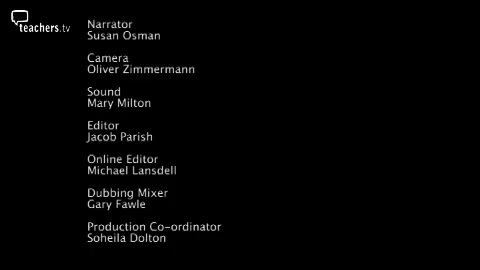 teachers.tv
Narrator
Susan Osman
Camera
Oliver Zimmermann
Sound
Mary Milton
Editor
Jacob Parish
Online Editor
Michael Lansdell
Dubbing Mixer
Gary Fawle
Production Co-ordinator
Soheila Dolton